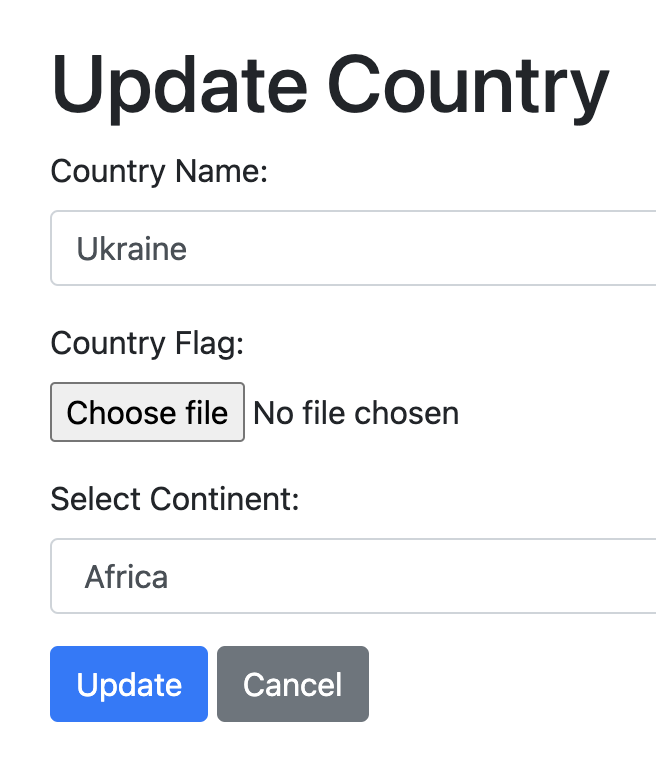 Update Country
Country Name:
Ukraine
Country Flag:
Choose file No file chosen
Select Continent:
Africa
Update Cancel